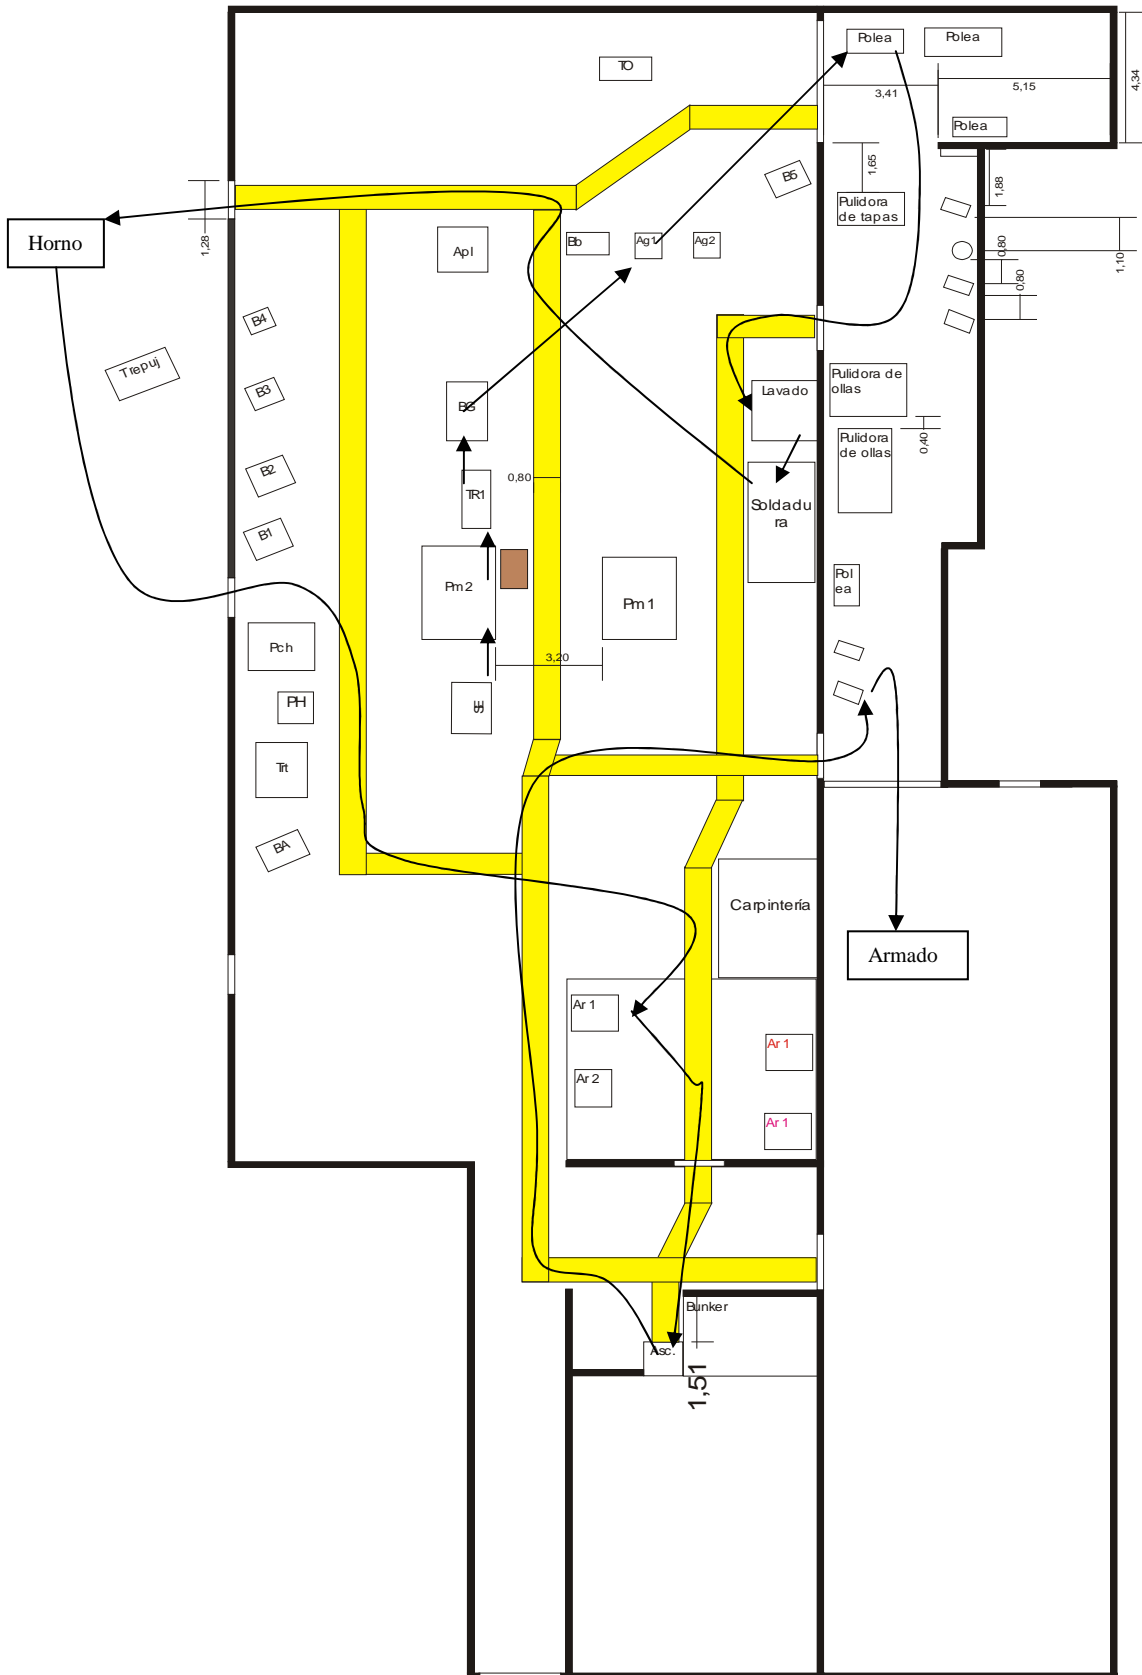 Polea
Polea
TO
3,41
5,15
4,34
Polea
1,65
B5
1,88
Pulidora
de tapas
Horno
1,28
Apl
Bb
Ag1
Ag2
0,80
1,10
0,80
B4
Trepuj
B3
BG
Lavado
Pulidora de
ollas
0,40
Pulidora
de ollas
B2
TR1
0,80
Soldadu
ra
B1
Pm2
Pm1
Pol
ea
Pch
3,20
PH
SE
Trt
BA
Carpintería
Armado
Ar 1
Ar 1
Ar 2
Ar 1
Bunker
Asc.
1,51